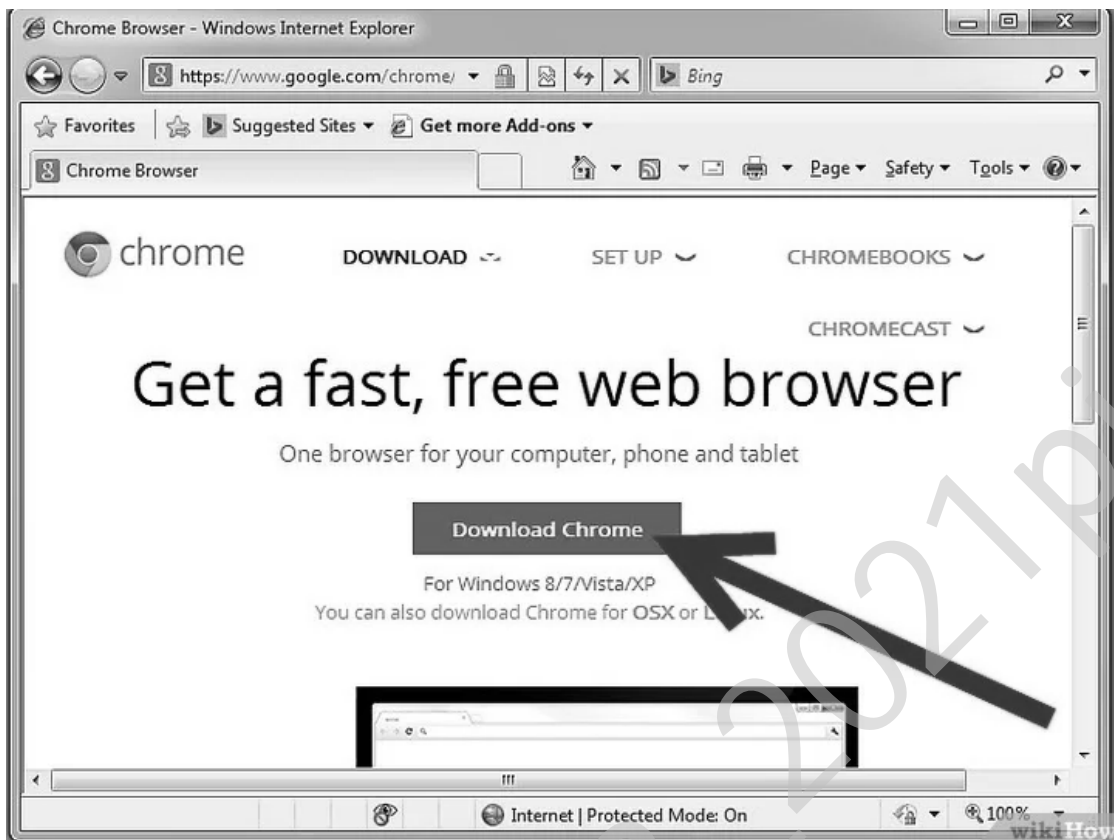 Chrome Browser - Windows Internet Explorer
https://www.google.com/chrome/ Bing
Favorites Suggested Sites Get more Add-ons
Chrome Browser Page Safety Tools
chrome DOWNLOAD SET UP CHROMEBOOKS
CHROMECAST
Get a fast, free web browser
One browser for your computer, phone and tablet
Download Chrome
For Windows 8/7/Vista/XP
You can also download Chrome for OSX or
Internet | Protected Mode: On 100%
wikiHow
2021